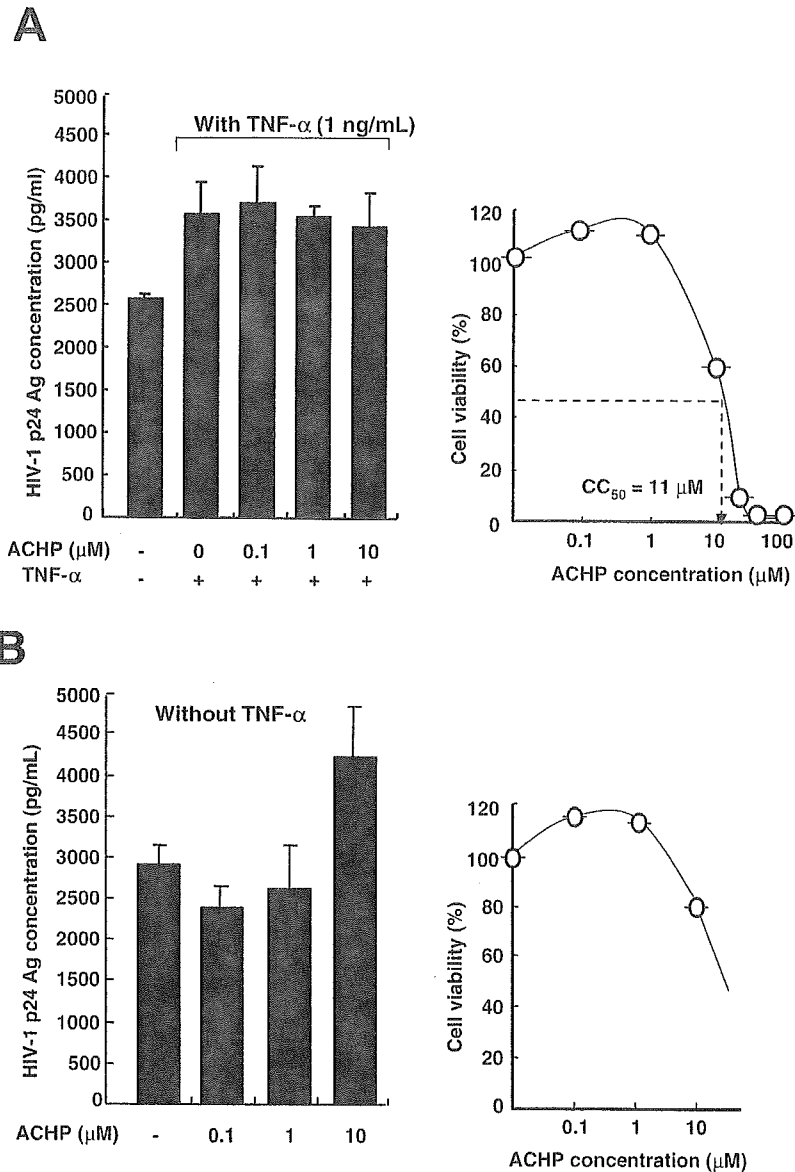 A
HIV-1 p24 Ag concentration (pg/ml)
5000
4500
4000
3500
3000
2500
2000
1500
1000
500
0
With TNF-α (1 ng/mL)
ACHP (μM) - 0 0.1 1 10
TNF-α - + + + +
Cell viability (%)
120
100
80
60
40
20
0
CC50 = 11 μM
0.1 1 10 100
ACHP concentration (μM)
B
HIV-1 p24 Ag concentration (pg/mL)
5000
4500
4000
3500
3000
2500
2000
1500
1000
500
0
Without TNF-α
ACHP (μM) - 0.1 1 10
Cell viability (%)
120
100
80
60
40
20
0
0.1 1 10
ACHP concentration (μM)